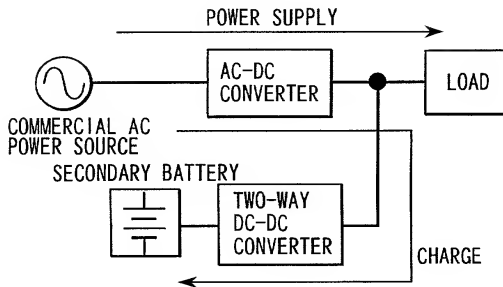 POWER SUPPLY
AC-DC
CONVERTER
LOAD
COMMERCIAL AC
POWER SOURCE
SECONDARY BATTERY
TWO-WAY
DC-DC
CONVERTER
CHARGE